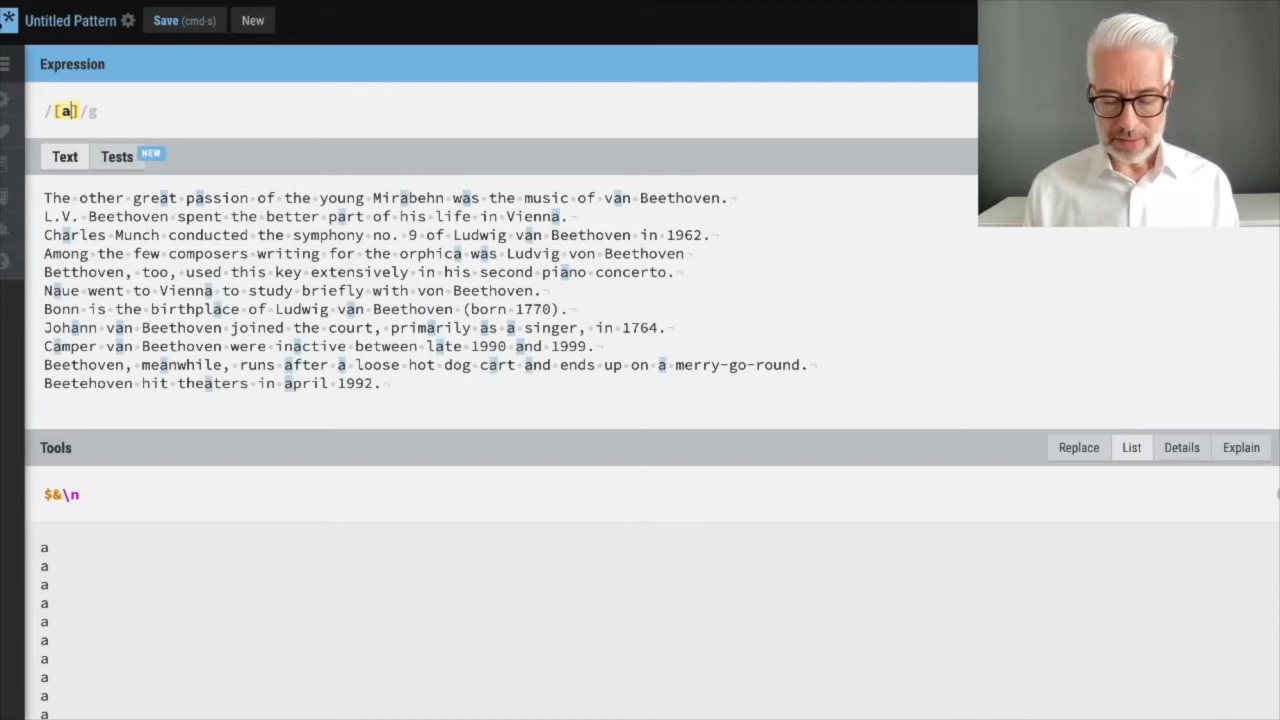 Untitled Pattern Save (cmd-s) New
Expression
/[a]/g
Text Tests NEW
The other great passion of the young Mirabehn was the music of van Beethoven.
L.V. Beethoven spent the better part of his life in Vienna.
Charles Munch conducted the symphony no. 9 of Ludwig van Beethoven in 1962.
Among the few composers writing for the orphica was Ludvig von Beethoven
Betthoven, too, used this key extensively in his second piano concerto.
Naue went to Vienna to study briefly with von Beethoven.
Bonn is the birthplace of Ludwig van Beethoven (born 1770).
Johann van Beethoven joined the court, primarily as a singer, in 1764.
Camper van Beethoven were inactive between late 1990 and 1999.
Beethoven, meanwhile, runs after a loose hot dog cart and ends up on a merry-go-round.
Beetehoven hit theaters in april 1992.
Tools Replace List Details Explain
$&\n
a
a
a
a
a
a
a
a
a
a